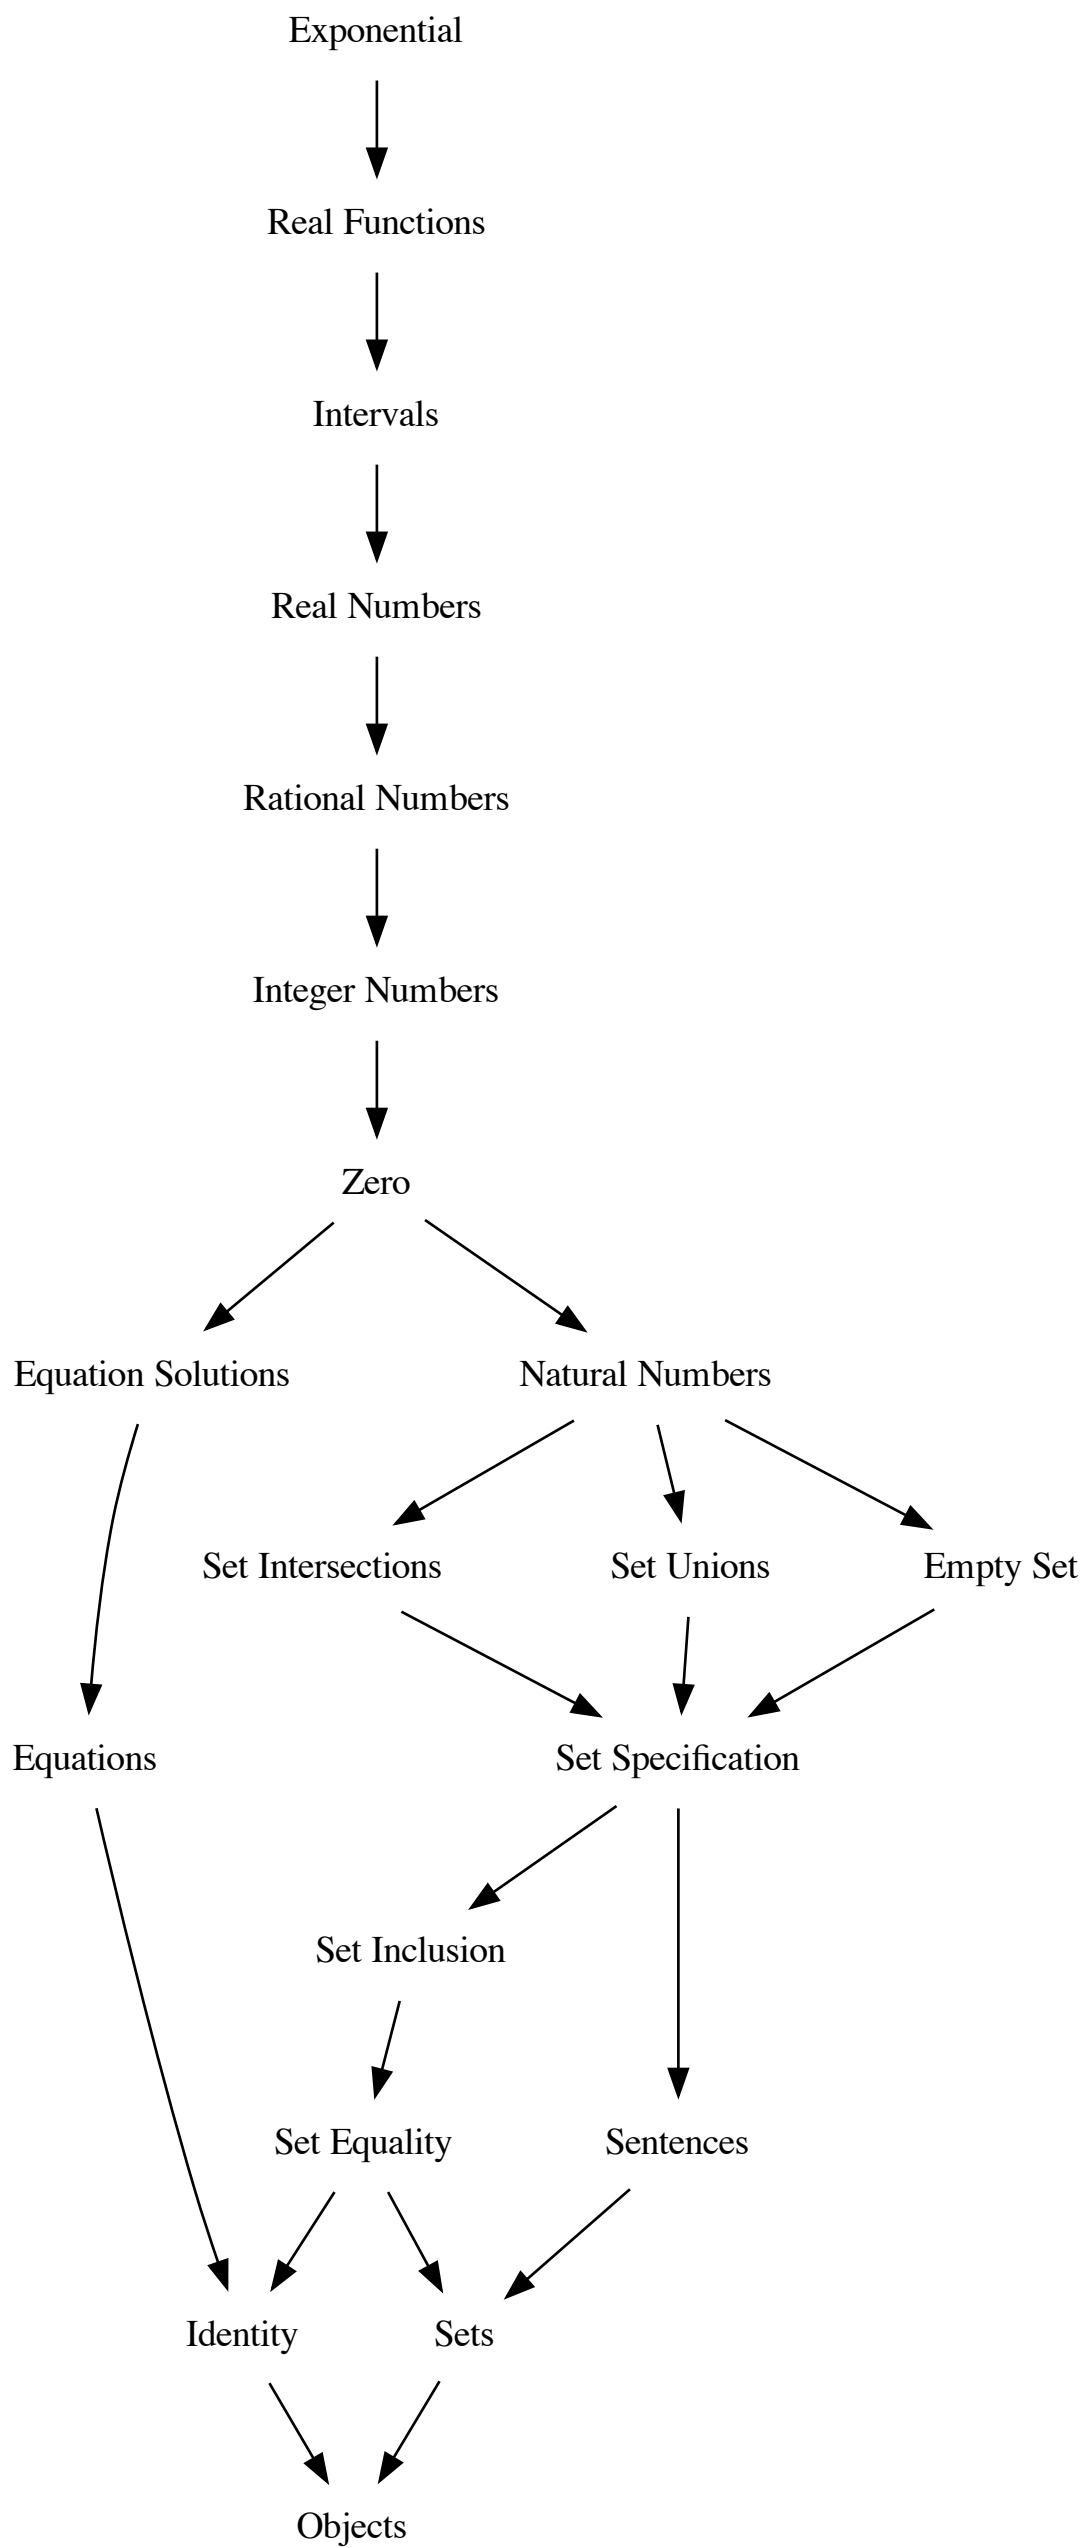 Exponential
Real Functions
Intervals
Real Numbers
Rational Numbers
Integer Numbers
Zero
Equation Solutions
Natural Numbers
Set Intersections
Set Unions
Empty Set
Equations
Set Specification
Set Inclusion
Set Equality
Sentences
Identity
Sets
Objects